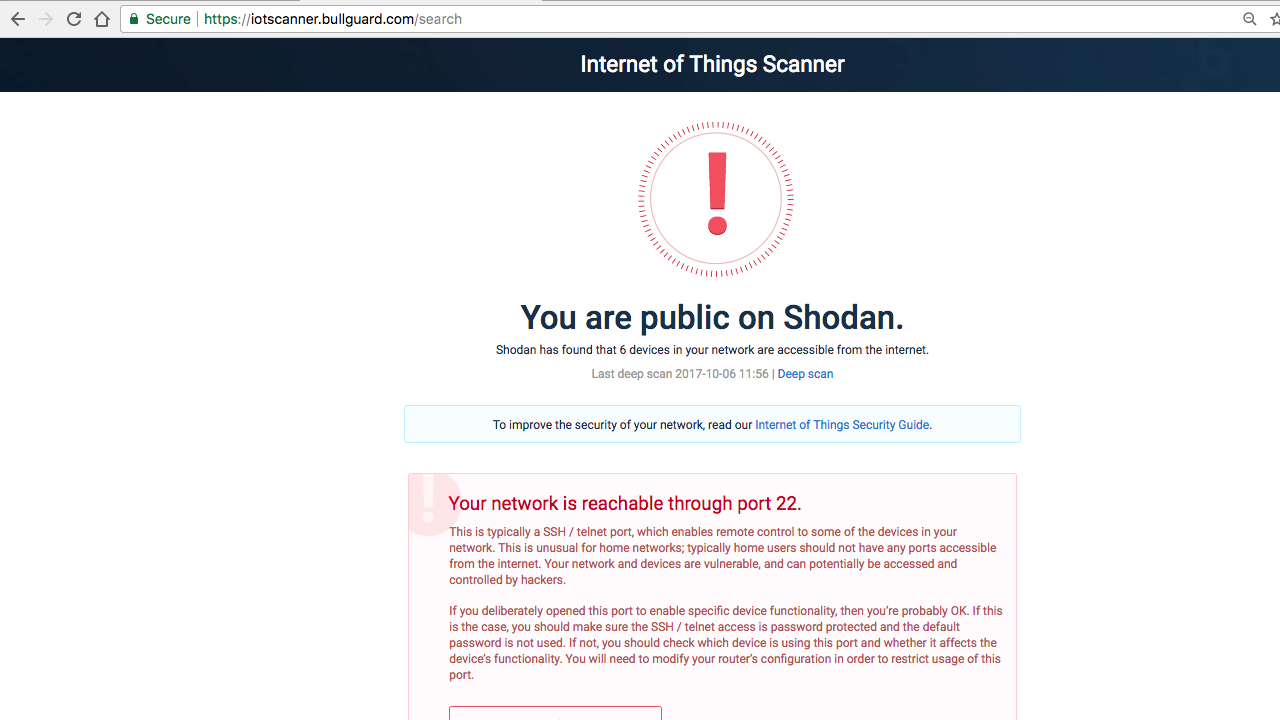 Secure https://iotscanner.bullguard.com/search
Internet of Things Scanner
You are public on Shodan.
Shodan has found that 6 devices in your network are accessible from the internet.
Last deep scan 2017-10-06 11:56 | Deep scan
To improve the security of your network, read our Internet of Things Security Guide.
Your network is reachable through port 22.
This is typically a SSH / telnet port, which enables remote control to some of the devices in your
network. This is unusual for home networks; typically home users should not have any ports accessible
from the internet. Your network and devices are vulnerable, and can potentially be accessed and
controlled by hackers.
If you deliberately opened this port to enable specific device functionality, then you're probably OK. If this
is the case, you should make sure the SSH / telnet access is password protected and the default
password is not used. If not, you should check which device is using this port and whether it affects the
device's functionality. You will need to modify your router's configuration in order to restrict usage of this
port.